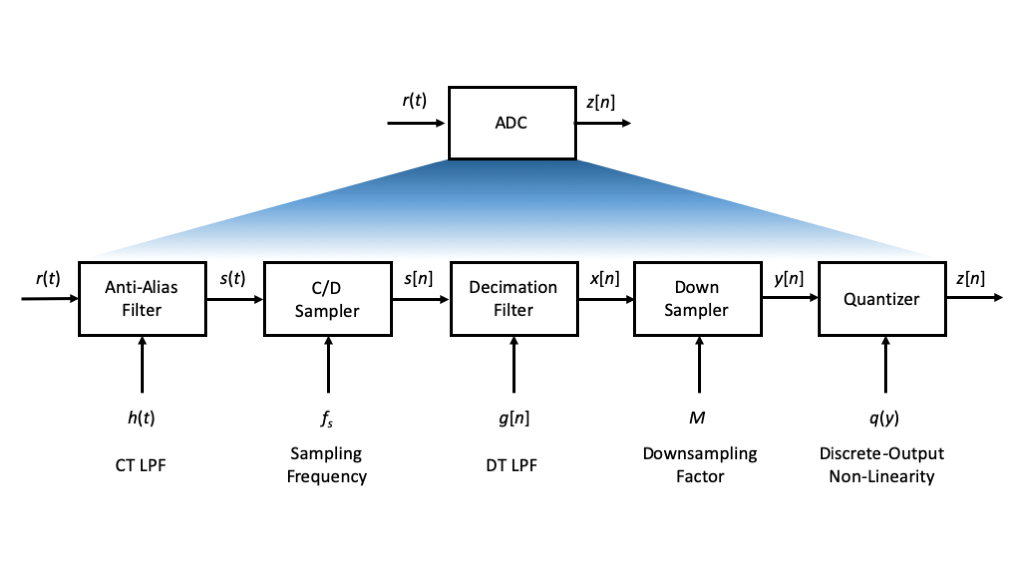 r(t)
z[n]
ADC
r(t)
Anti-Alias
Filter
s(t)
C/D
Sampler
s[n]
Decimation
Filter
x[n]
Down
Sampler
y[n]
Quantizer
z[n]
h(t)
fₛ
g[n]
M
q(y)
CT LPF
Sampling
Frequency
DT LPF
Downsampling
Factor
Discrete-Output
Non-Linearity